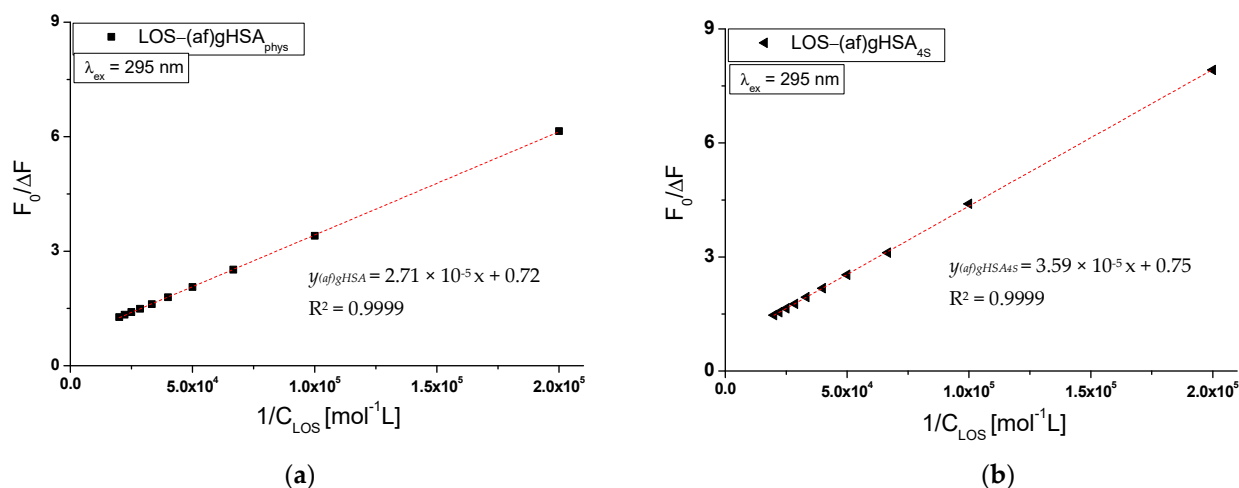 LOS–(af)gHSAphys
λex = 295 nm
9
6
3
0
F0/ΔF
y(af)gHSA = 2.71 × 10-5 x + 0.72
R2 = 0.9999
0.0 5.0x104 1.0x105 1.5x105 2.0x105
1/CLOS [mol-1L]
(a)
LOS–(af)gHSA4S
λex = 295 nm
9
6
3
0
F0/ΔF
y(af)gHSA4S = 3.59 × 10-5 x + 0.75
R2 = 0.9999
0.0 5.0x104 1.0x105 1.5x105 2.0x105
1/CLOS [mol-1L]
(b)